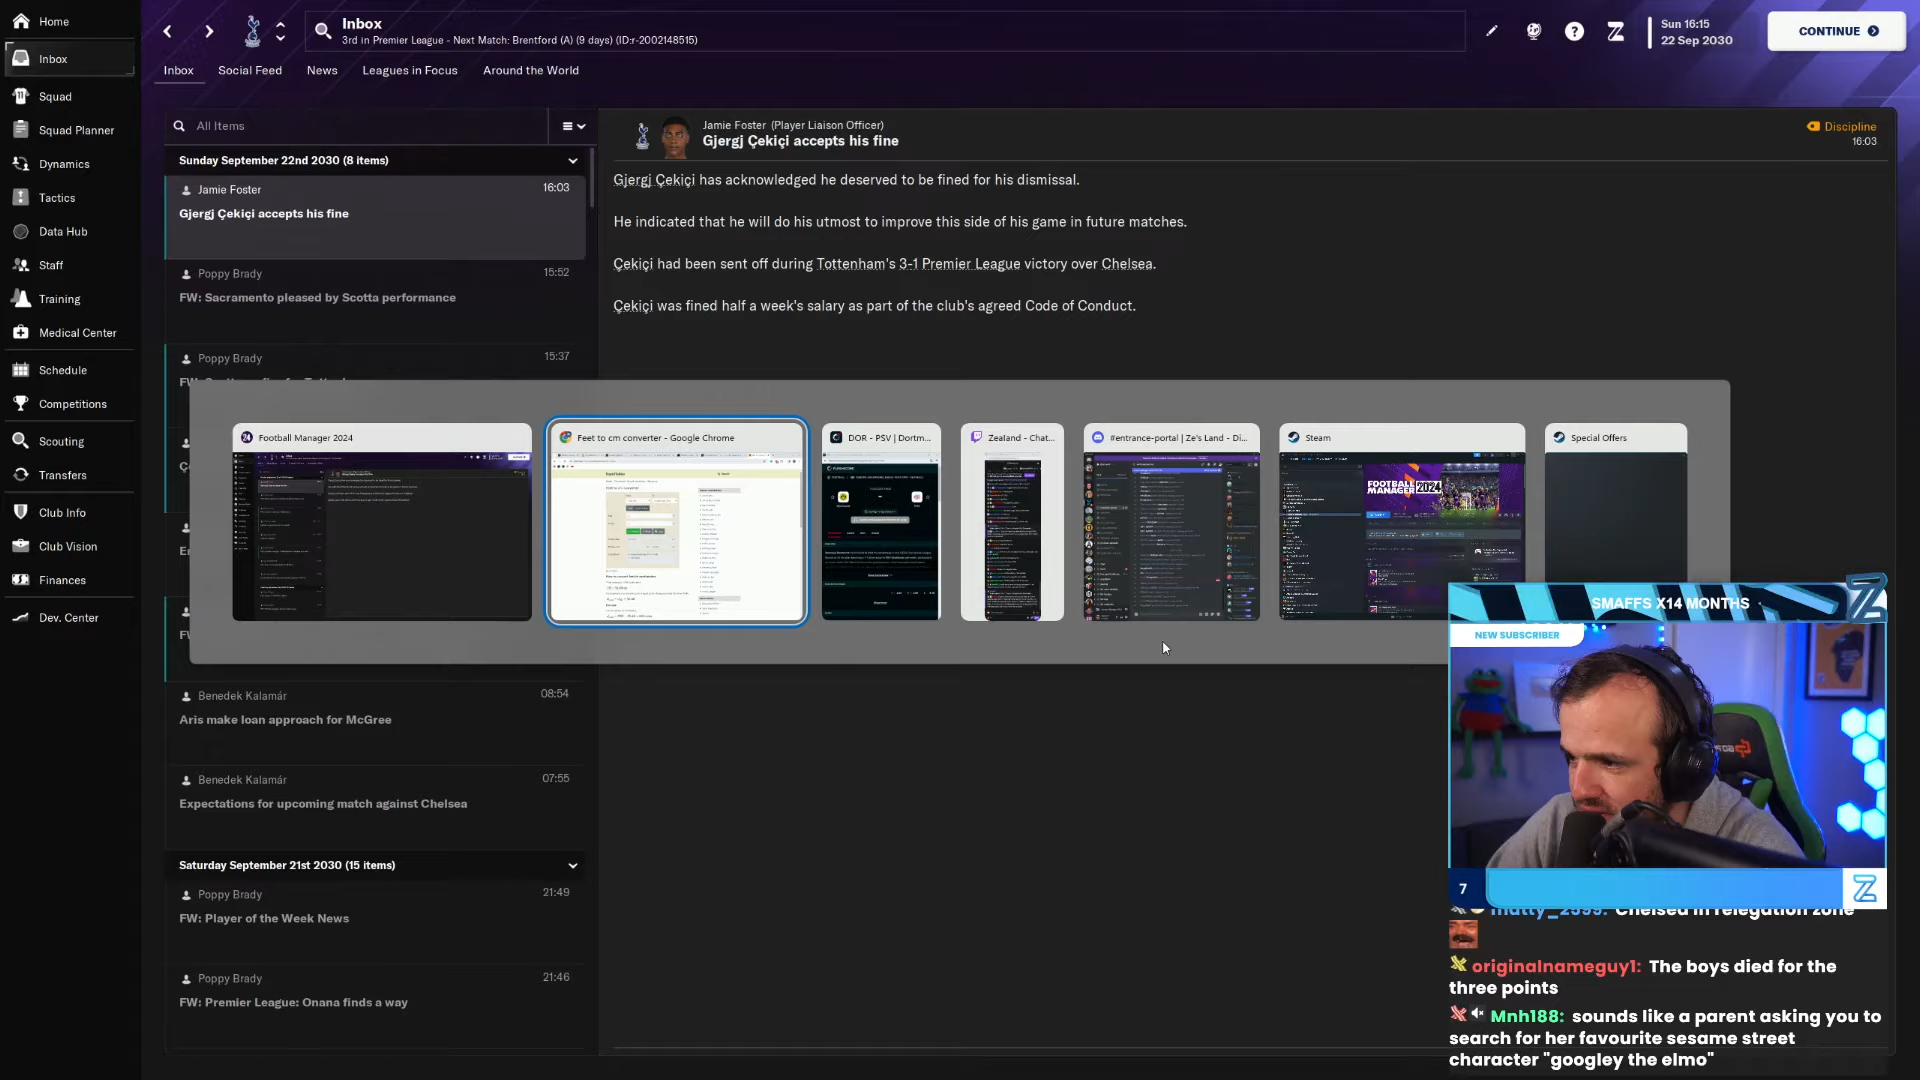 Home
Inbox
Squad
Squad Planner
Dynamics
Tactics
Data Hub
Staff
Training
Medical Center
Schedule
Competitions
Scouting
Transfers
Club Info
Club Vision
Finances
Dev. Center
Inbox
3rd in Premier League - Next Match: Brentford (A) (9 days) (ID:r-2002148515)
Sun 16:15
22 Sep 2030
CONTINUE
Inbox
Social Feed
News
Leagues in Focus
Around the World
All Items
Sunday September 22nd 2030 (8 items)
Jamie Foster
16:03
Gjergj Çekiçi accepts his fine
Poppy Brady
15:52
FW: Sacramento pleased by Scotta performance
Poppy Brady
15:37
Benedek Kalamár
08:54
Aris make loan approach for McGree
Benedek Kalamár
07:55
Expectations for upcoming match against Chelsea
Saturday September 21st 2030 (15 items)
Poppy Brady
21:49
FW: Player of the Week News
Poppy Brady
21:46
FW: Premier League: Onana finds a way
Jamie Foster (Player Liaison Officer)
Gjergj Çekiçi accepts his fine
Discipline
16:03
Gjergj Çekiçi has acknowledged he deserved to be fined for his dismissal.
He indicated that he will do his utmost to improve this side of his game in future matches.
Çekiçi had been sent off during Tottenham's 3-1 Premier League victory over Chelsea.
Çekiçi was fined half a week's salary as part of the club's agreed Code of Conduct.
Football Manager 2024
Feet to cm converter - Google Chrome
DOR - PSV | Dortm...
Zealand - Chat...
#entrance-portal | Ze's Land - Di...
Steam
Special Offers
FOOTBALL
MANAGER 2024
SMAFFS X14 MONTHS
NEW SUBSCRIBER
7
matty_2599: Chelsea in relegation zone
originalnameguy1: The boys died for the
three points
Mnh188: sounds like a parent asking you to
search for her favourite sesame street
character "googley the elmo"